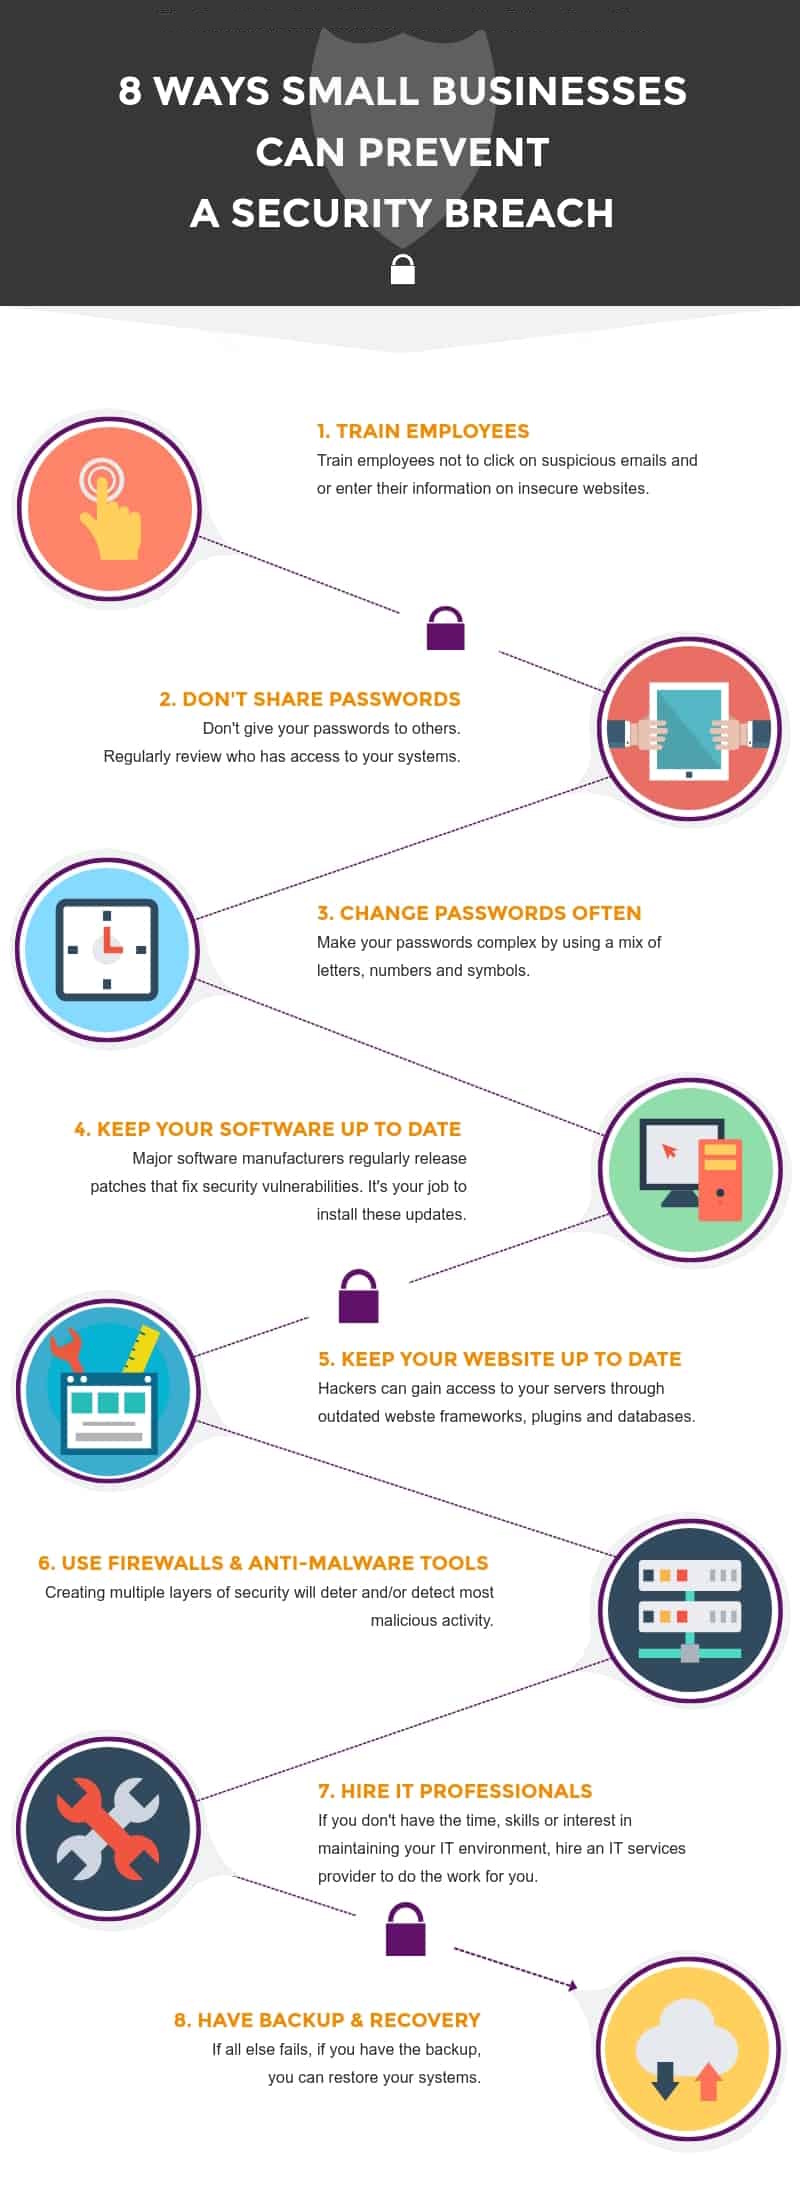 8 WAYS SMALL BUSINESSES
CAN PREVENT
A SECURITY BREACH
1. TRAIN EMPLOYEES
Train employees not to click on suspicious emails and
or enter their information on insecure websites.
2. DON'T SHARE PASSWORDS
Don't give your passwords to others.
Regularly review who has access to your systems.
3. CHANGE PASSWORDS OFTEN
Make your passwords complex by using a mix of
letters, numbers and symbols.
4. KEEP YOUR SOFTWARE UP TO DATE
Major software manufacturers regularly release
patches that fix security vulnerabilities. It's your job to
install these updates.
5. KEEP YOUR WEBSITE UP TO DATE
Hackers can gain access to your servers through
outdated webste frameworks, plugins and databases.
6. USE FIREWALLS & ANTI-MALWARE TOOLS
Creating multiple layers of security will deter and/or detect most
malicious activity.
7. HIRE IT PROFESSIONALS
If you don't have the time, skills or interest in
maintaining your IT environment, hire an IT services
provider to do the work for you.
8. HAVE BACKUP & RECOVERY
If all else fails, if you have the backup,
you can restore your systems.